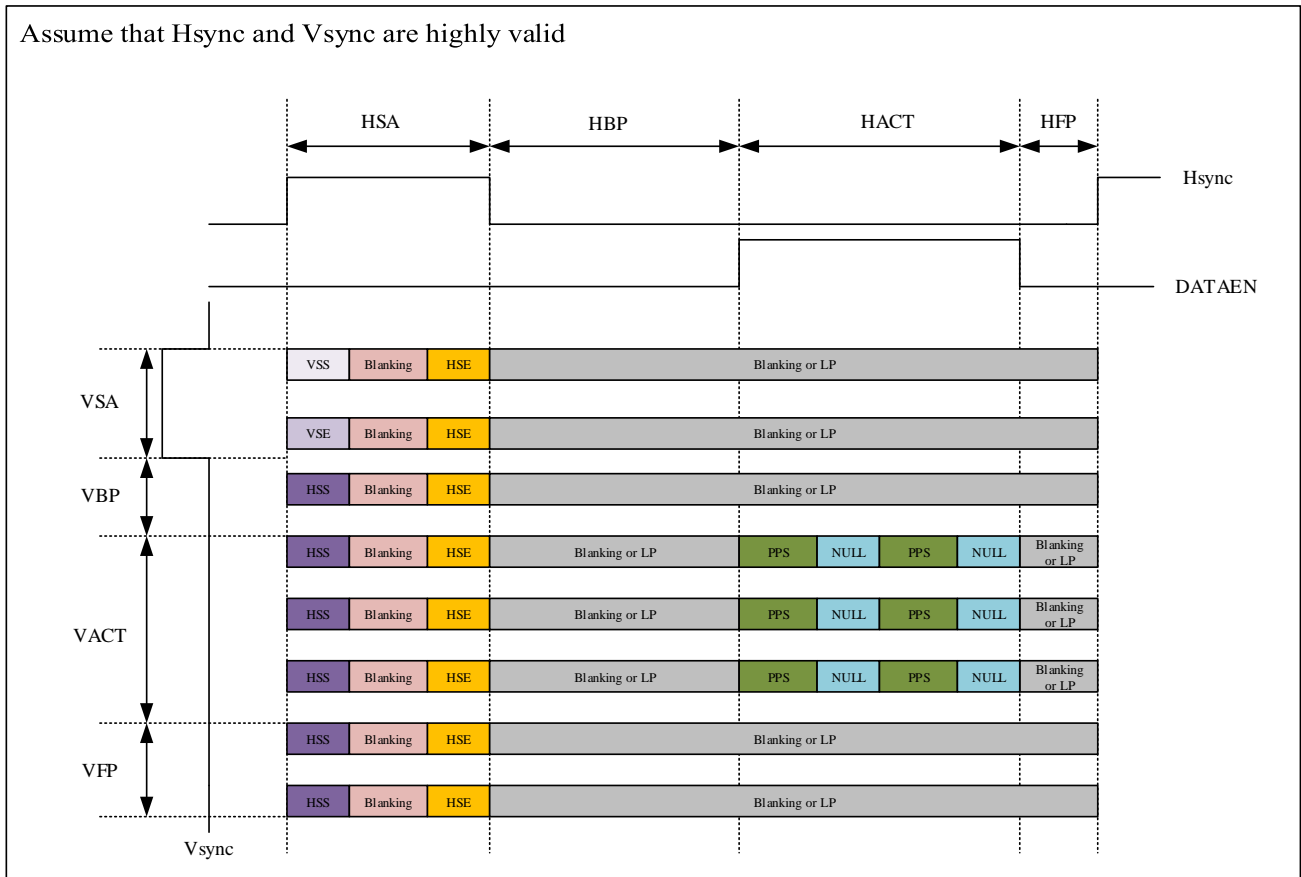 Assume that Hsync and Vsync are highly valid
HSA HBP HACT HFP
Hsync
DATAEN
VSS Blanking HSE Blanking or LP
VSA
VSE Blanking HSE Blanking or LP
VBP
HSS Blanking HSE Blanking or LP
HSS Blanking HSE Blanking or LP PPS NULL PPS NULL Blanking
or LP
HSS Blanking HSE Blanking or LP PPS NULL PPS NULL Blanking
or LP
VACT
HSS Blanking HSE Blanking or LP PPS NULL PPS NULL Blanking
or LP
HSS Blanking HSE Blanking or LP
VFP
HSS Blanking HSE Blanking or LP
Vsync